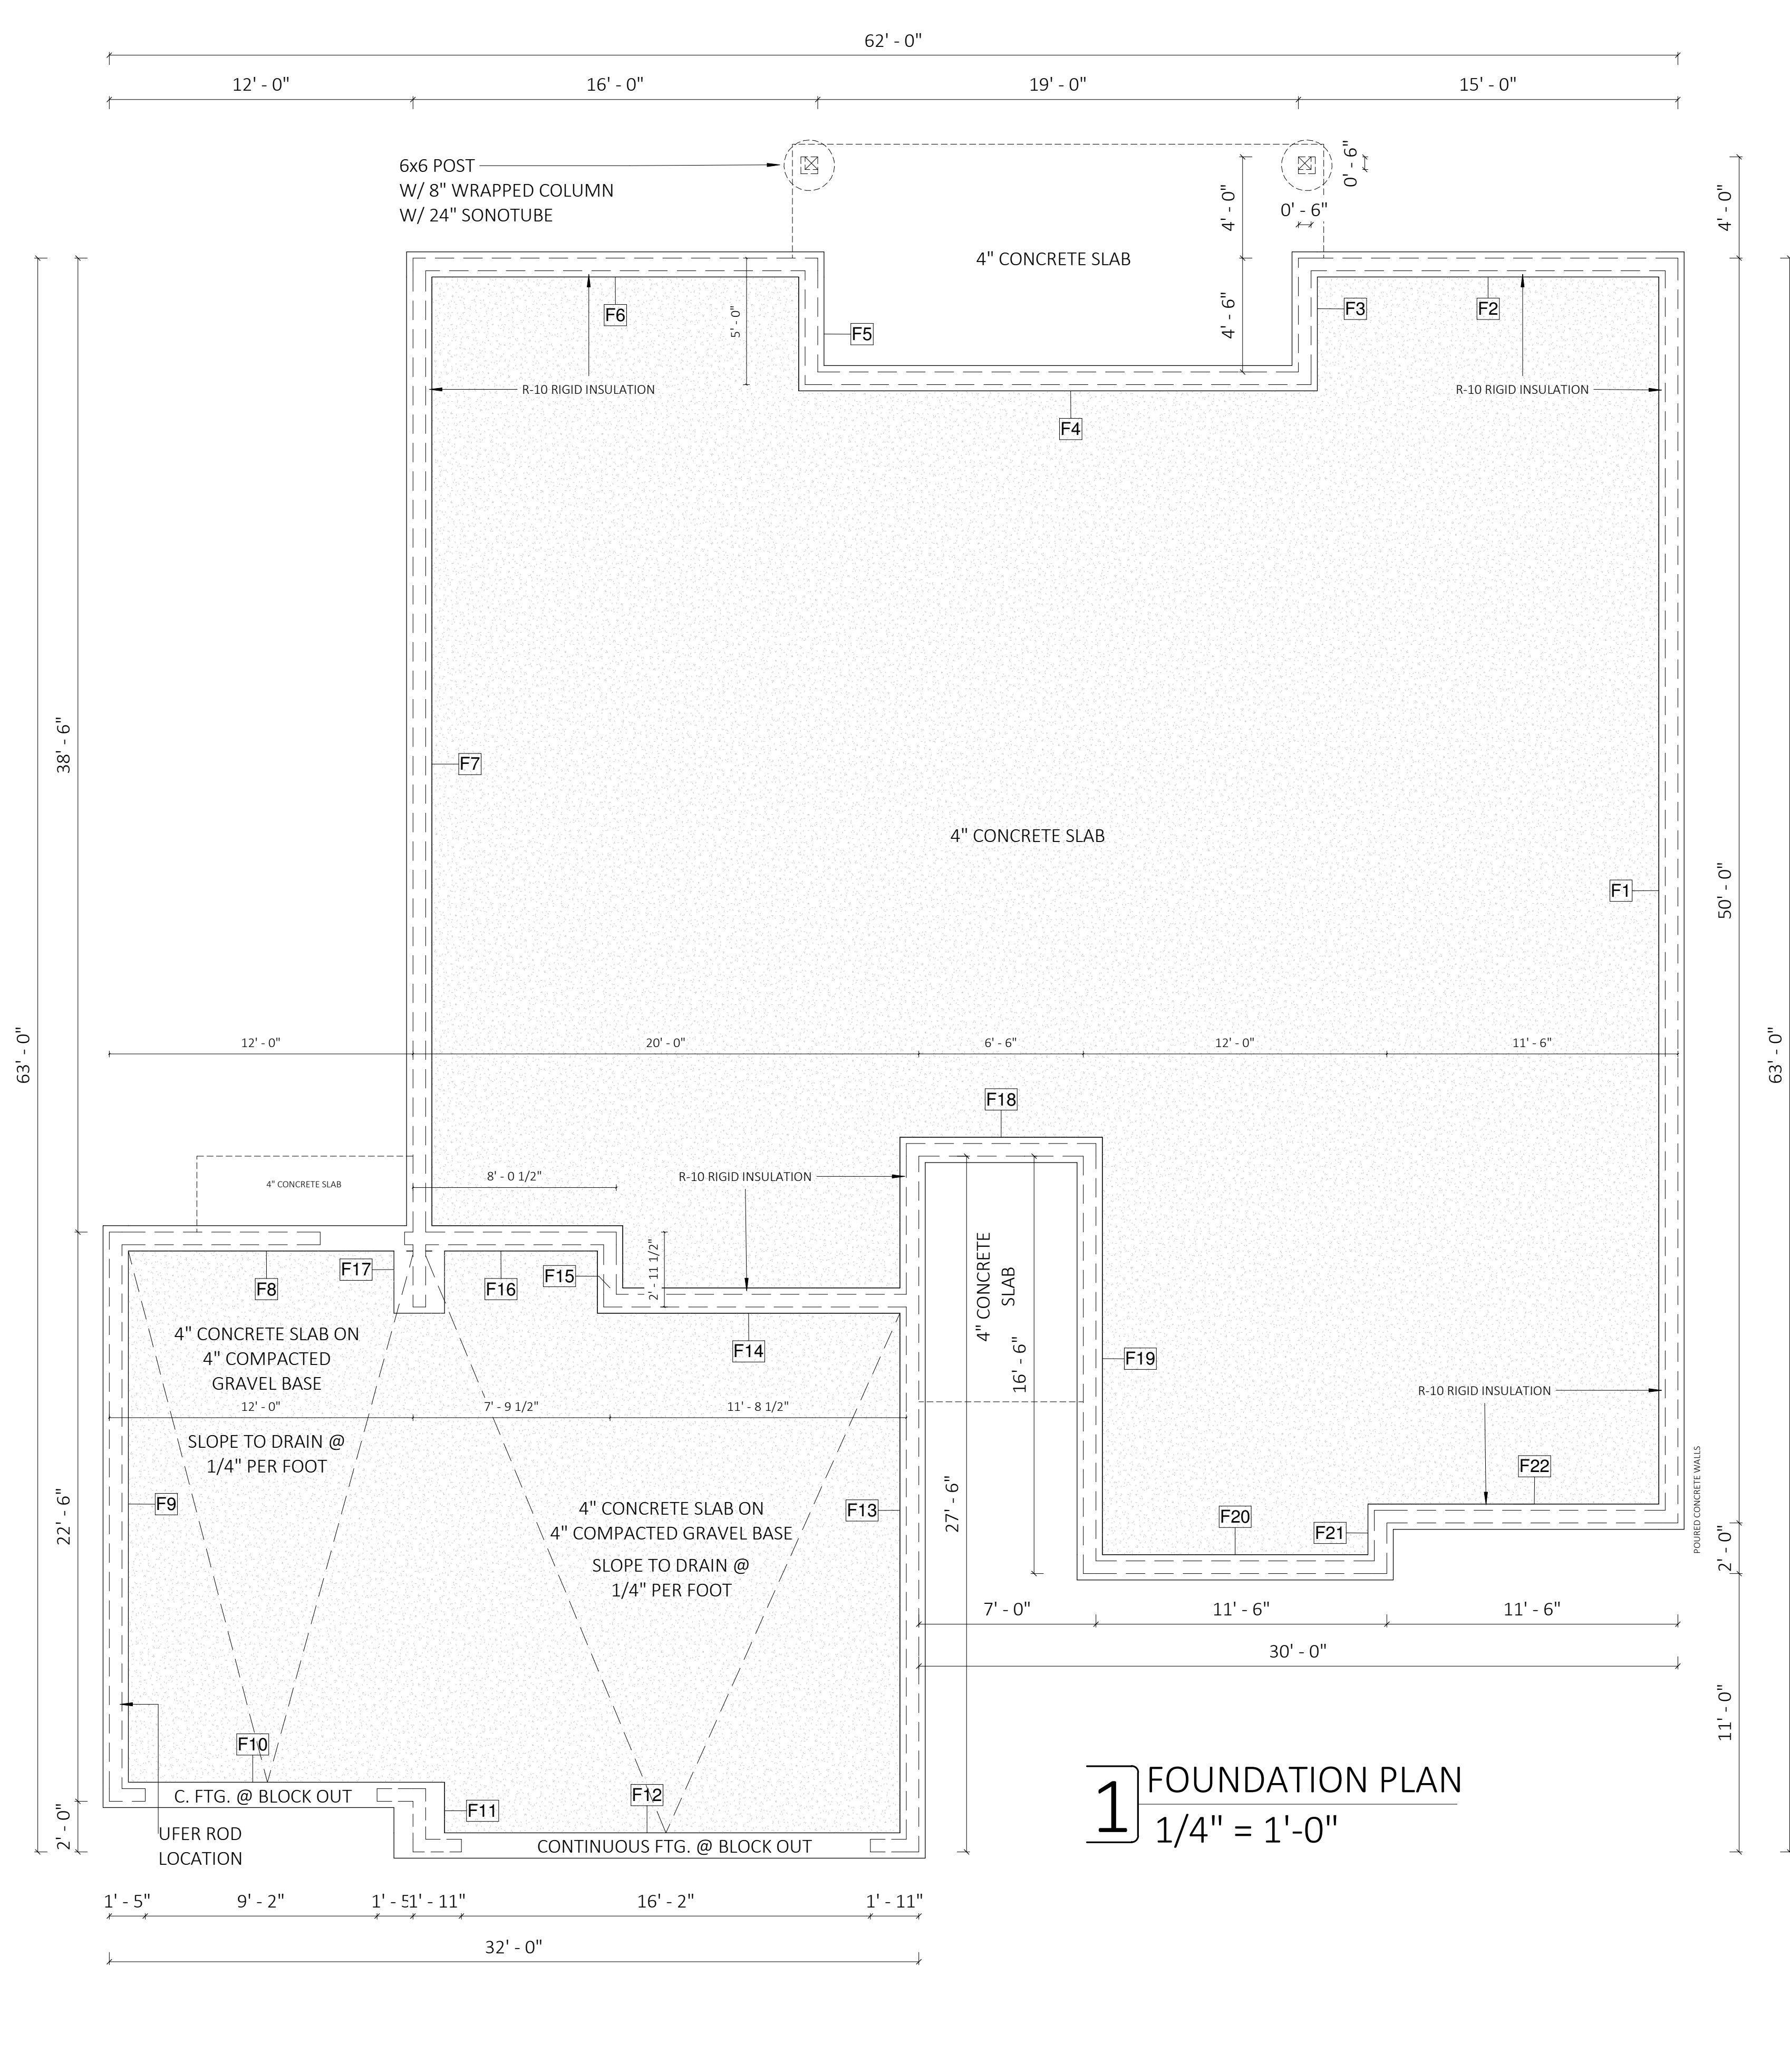 62' - 0"
12' - 0"
16' - 0"
19' - 0"
15' - 0"
6x6 POST
W/ 8" WRAPPED COLUMN
W/ 24" SONOTUBE
0' - 6"
0' - 6"
4' - 0"
4' - 0"
4" CONCRETE SLAB
4' - 6"
5' - 0"
F6
F5
F3
F2
R-10 RIGID INSULATION
R-10 RIGID INSULATION
F4
38' - 6"
F7
4" CONCRETE SLAB
F1
50' - 0"
63' - 0"
63' - 0"
12' - 0"
20' - 0"
6' - 6"
12' - 0"
11' - 6"
F18
4" CONCRETE SLAB
8' - 0 1/2"
R-10 RIGID INSULATION
F17
F8
F16
F15
2' - 11 1/2"
4" CONCRETE
SLAB
16' - 6"
F14
F19
4" CONCRETE SLAB ON
4" COMPACTED
GRAVEL BASE
12' - 0"
7' - 9 1/2"
11' - 8 1/2"
R-10 RIGID INSULATION
SLOPE TO DRAIN @
1/4" PER FOOT
F22
POURED CONCRETE WALLS
22' - 6"
F9
4" CONCRETE SLAB ON
4" COMPACTED GRAVEL BASE
F13
27' - 6"
F20
F21
2' - 0"
SLOPE TO DRAIN @
1/4" PER FOOT
7' - 0"
11' - 6"
11' - 6"
30' - 0"
11' - 0"
F10
C. FTG. @ BLOCK OUT
F12
F11
2' - 0"
UFER ROD
LOCATION
CONTINUOUS FTG. @ BLOCK OUT
1
FOUNDATION PLAN
1/4" = 1'-0"
1' - 5"
9' - 2"
1' - 5
1' - 11"
16' - 2"
1' - 11"
32' - 0"